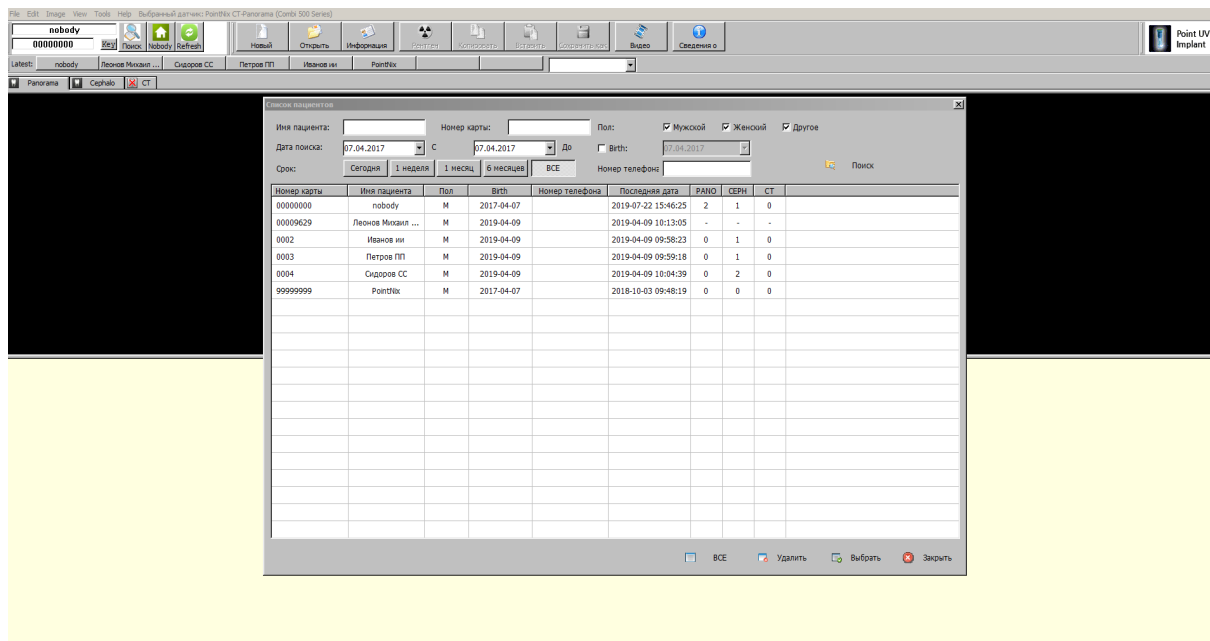 File Edit Image View Tools Help Выбранный датчик: PointNix CT-Panorama (Combi 500 Series)
nobody
00000000 Key Поиск Nobody Refresh Новый Открыть Информация Рентген Копировать Вставить Сохранить как Видео Сведения о
Point UV
Implant
Latest: nobody Леонов Михаил ... Сидоров СС Петров ПП Иванов ии PointNix
Panorama Cephalo CT
Список пациентов
Имя пациента: Номер карты: Пол: Мужской Женский Другое
Дата поиска: 07.04.2017 С 07.04.2017 До Birth: 07.04.2017
Срок: Сегодня 1 неделя 1 месяц 6 месяцев ВСЕ Номер телефона Поиск
Номер карты Имя пациента Пол Birth Номер телефона Последняя дата PANO CEPH CT
00000000 nobody M 2017-04-07 2019-07-22 15:46:25 2 1 0
00009629 Леонов Михаил ... M 2019-04-09 2019-04-09 10:13:05 - - -
0002 Иванов ии M 2019-04-09 2019-04-09 09:58:23 0 1 0
0003 Петров ПП M 2019-04-09 2019-04-09 09:59:18 0 1 0
0004 Сидоров СС M 2019-04-09 2019-04-09 10:04:39 0 2 0
99999999 PointNix M 2017-04-07 2018-10-03 09:48:19 0 0 0
ВСЕ Удалить Выбрать Закрыть